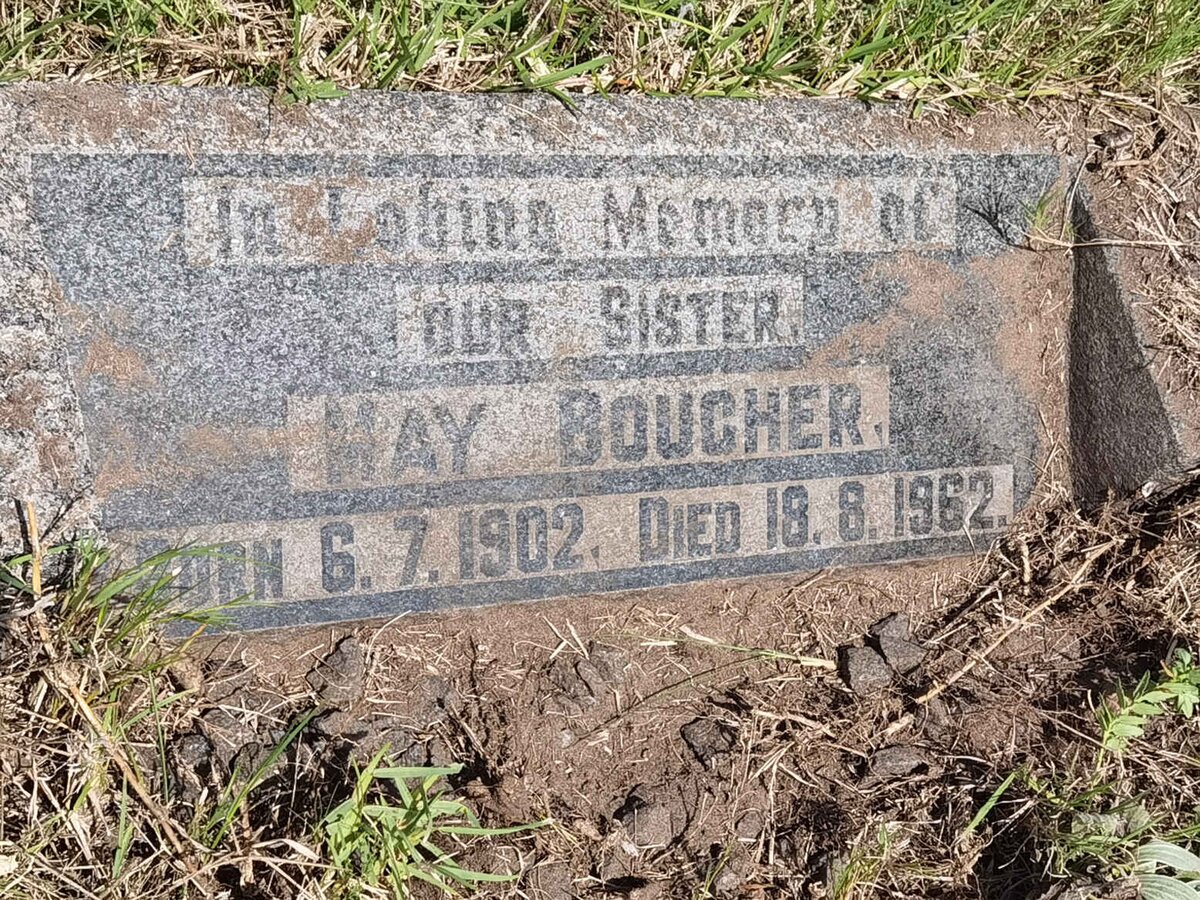 In Loving Memory of
OUR SISTER.
MAY BOUCHER.
BORN 6.7.1902. DIED 18.8.1962.